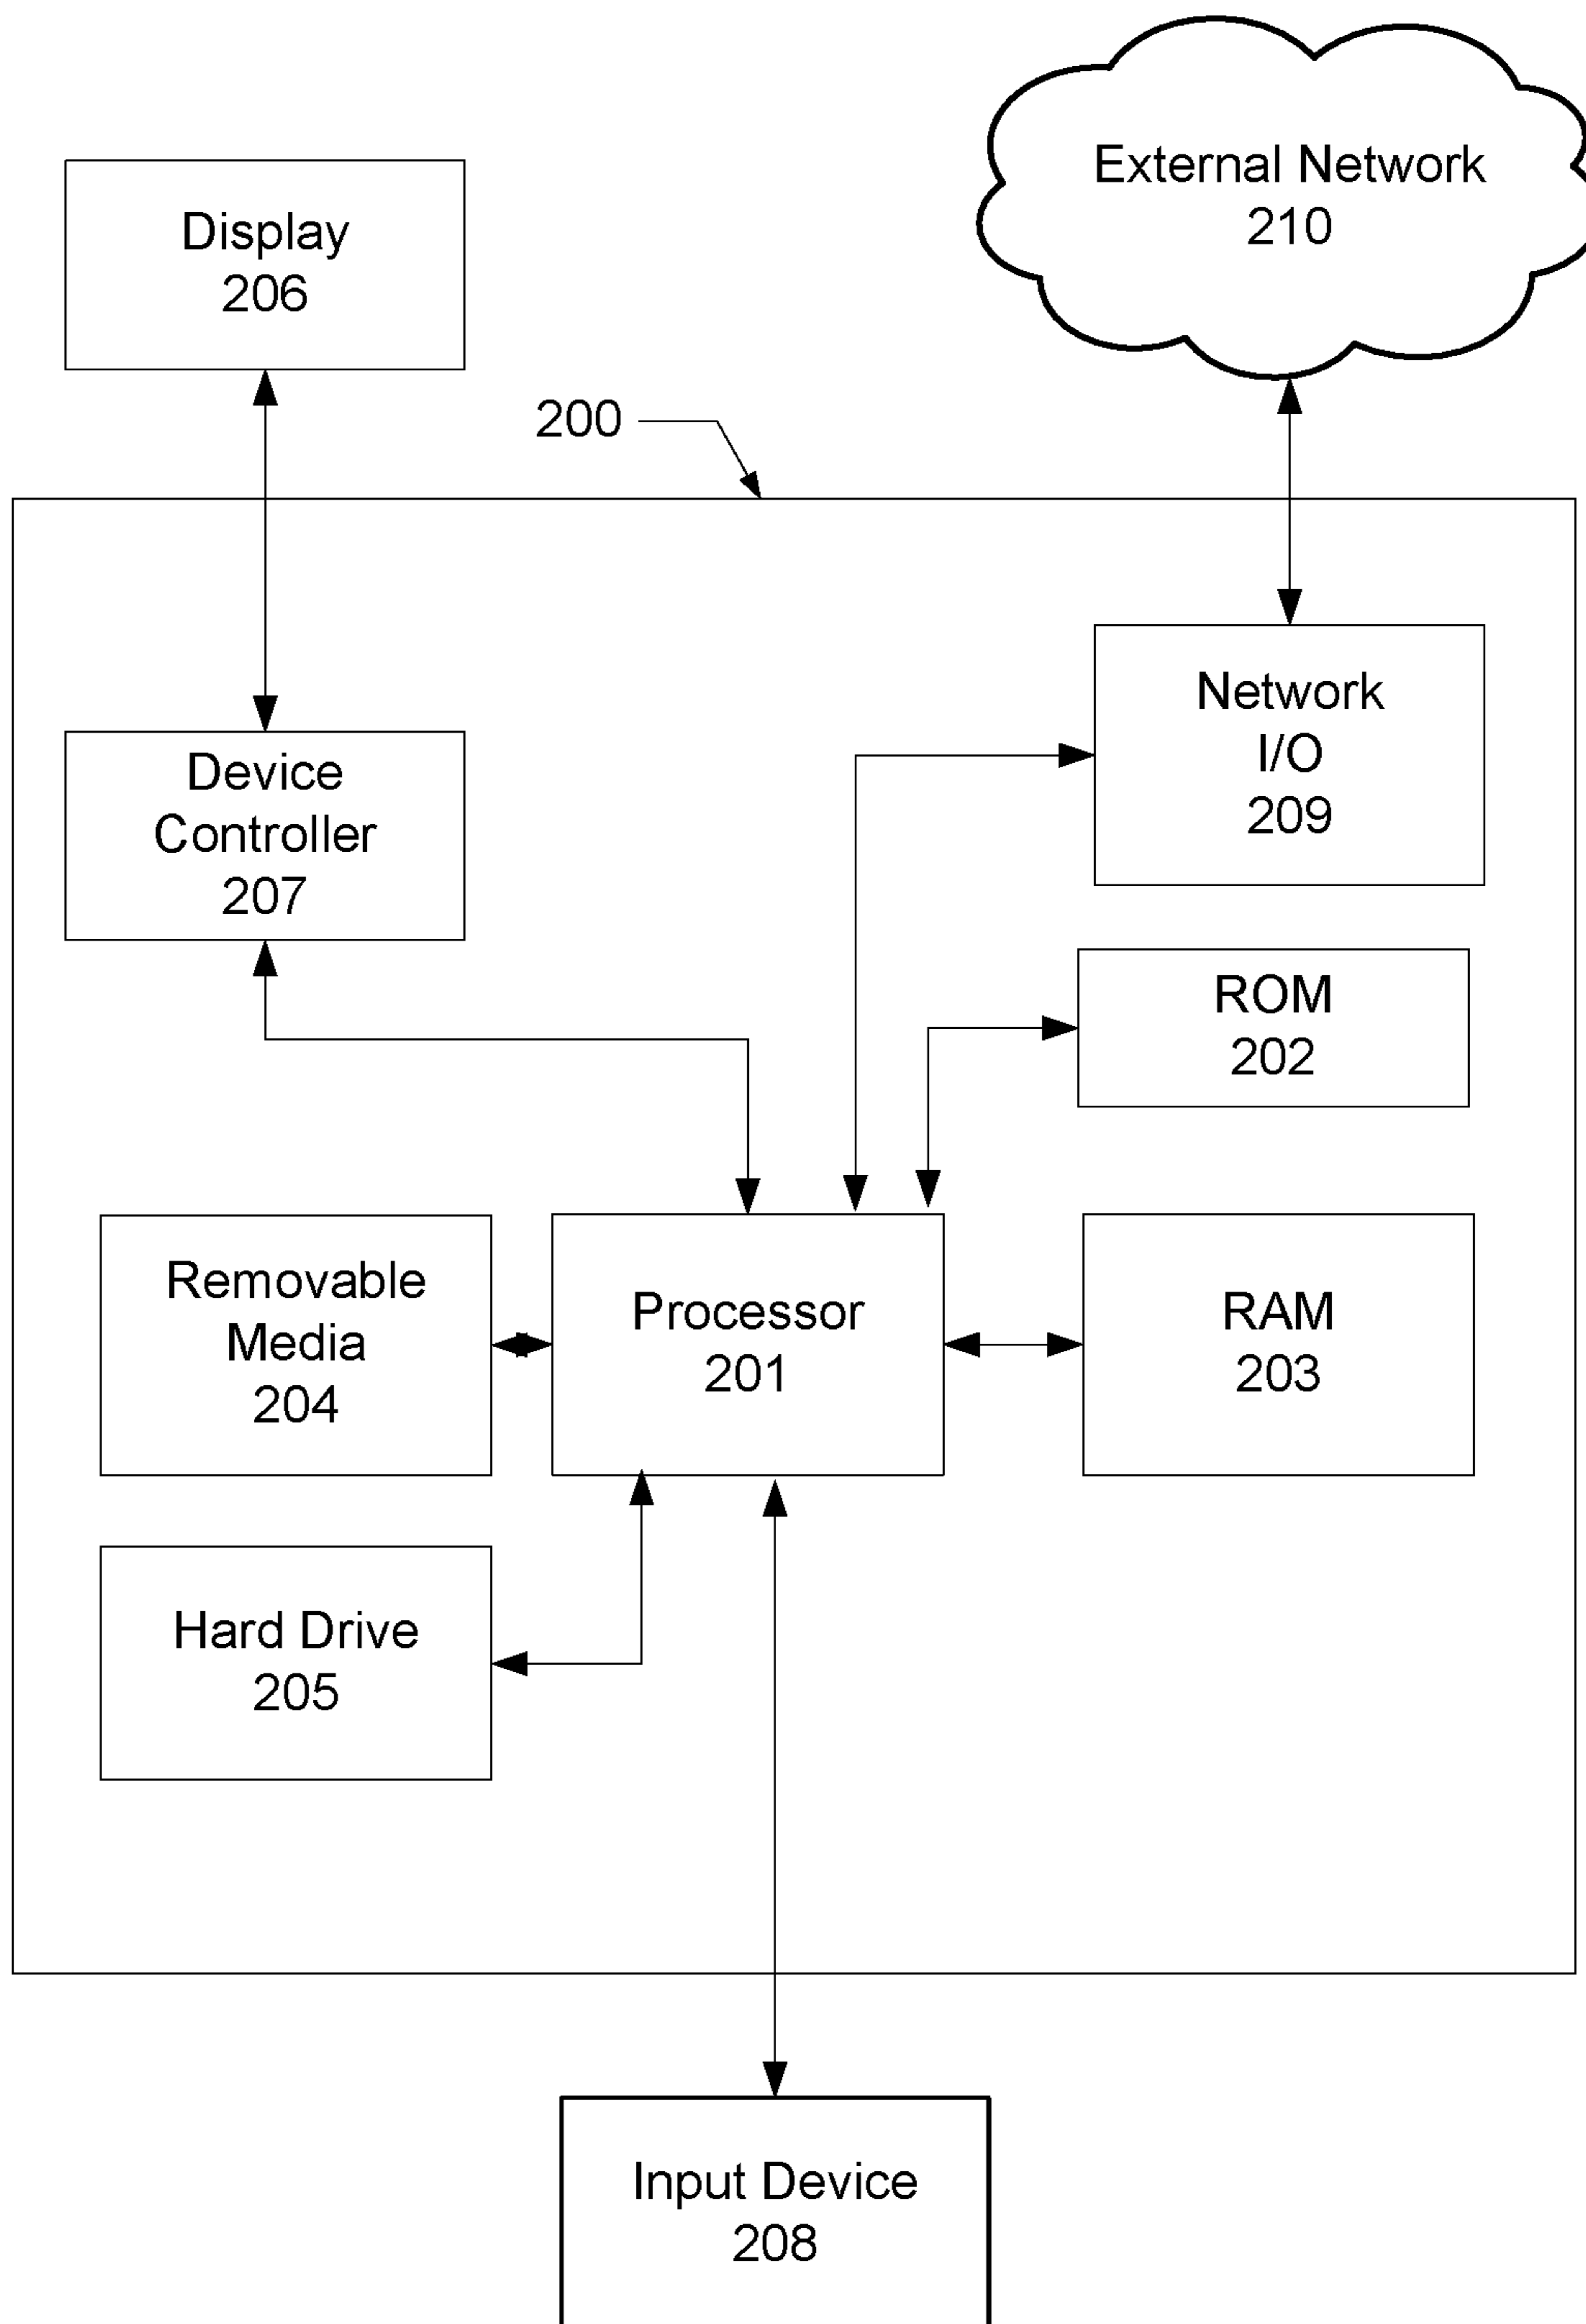 External Network
210
Display
206
200
Network
I/O
209
Device
Controller
207
ROM
202
Removable
Media
204
Processor
201
RAM
203
Hard Drive
205
Input Device
208